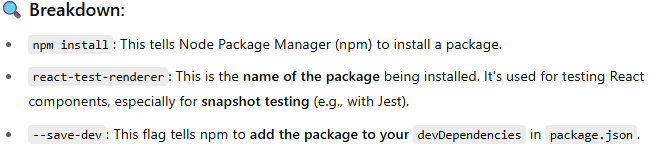 🔍 Breakdown:
• npm install: This tells Node Package Manager (npm) to install a package.
• react-test-renderer: This is the name of the package being installed. It's used for testing React
components, especially for snapshot testing (e.g., with Jest).
• --save-dev: This flag tells npm to add the package to your devDependencies in package.json.